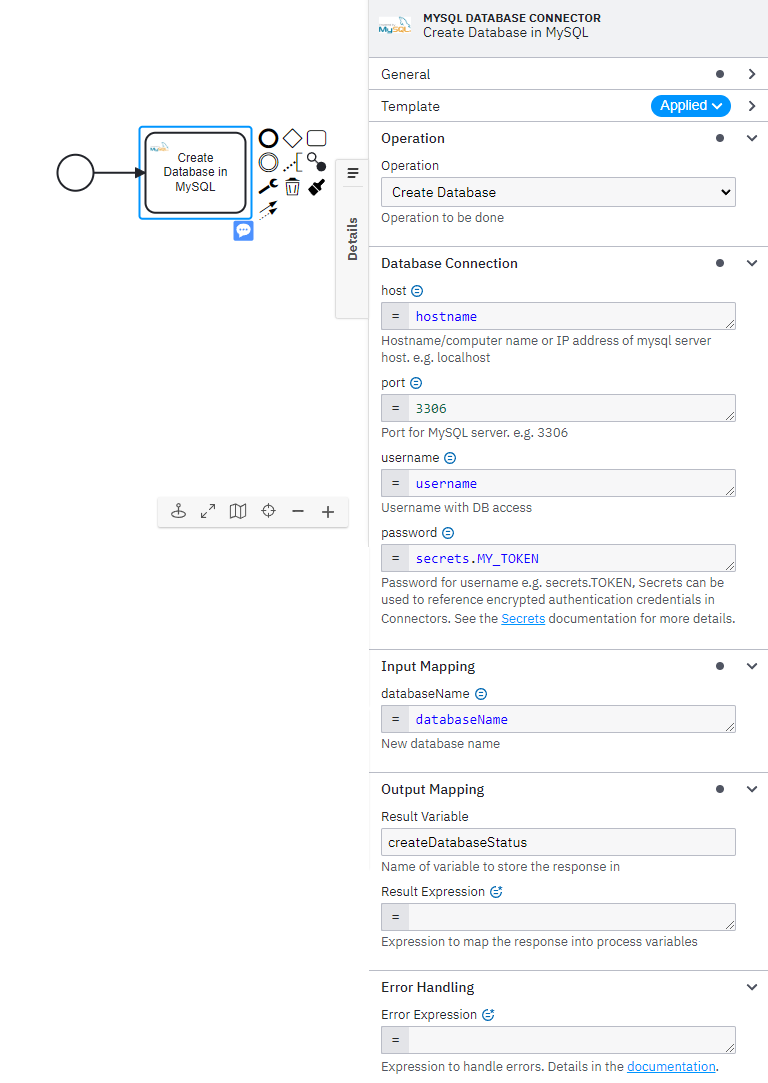 MySQL
MYSQL DATABASE CONNECTOR
Create Database in MySQL
General
Template
Applied
Create
Database in
MySQL
Details
Operation
Operation
Create Database
Operation to be done
Database Connection
host
= hostname
Hostname/computer name or IP address of mysql server
host. e.g. localhost
port
= 3306
Port for MySQL server. e.g. 3306
username
= username
Username with DB access
password
= secrets.MY_TOKEN
Password for username e.g. secrets.TOKEN, Secrets can be
used to reference encrypted authentication credentials in
Connectors. See the Secrets documentation for more details.
Input Mapping
databaseName
= databaseName
New database name
Output Mapping
Result Variable
createDatabaseStatus
Name of variable to store the response in
Result Expression
=
Expression to map the response into process variables
Error Handling
Error Expression
=
Expression to handle errors. Details in the documentation.